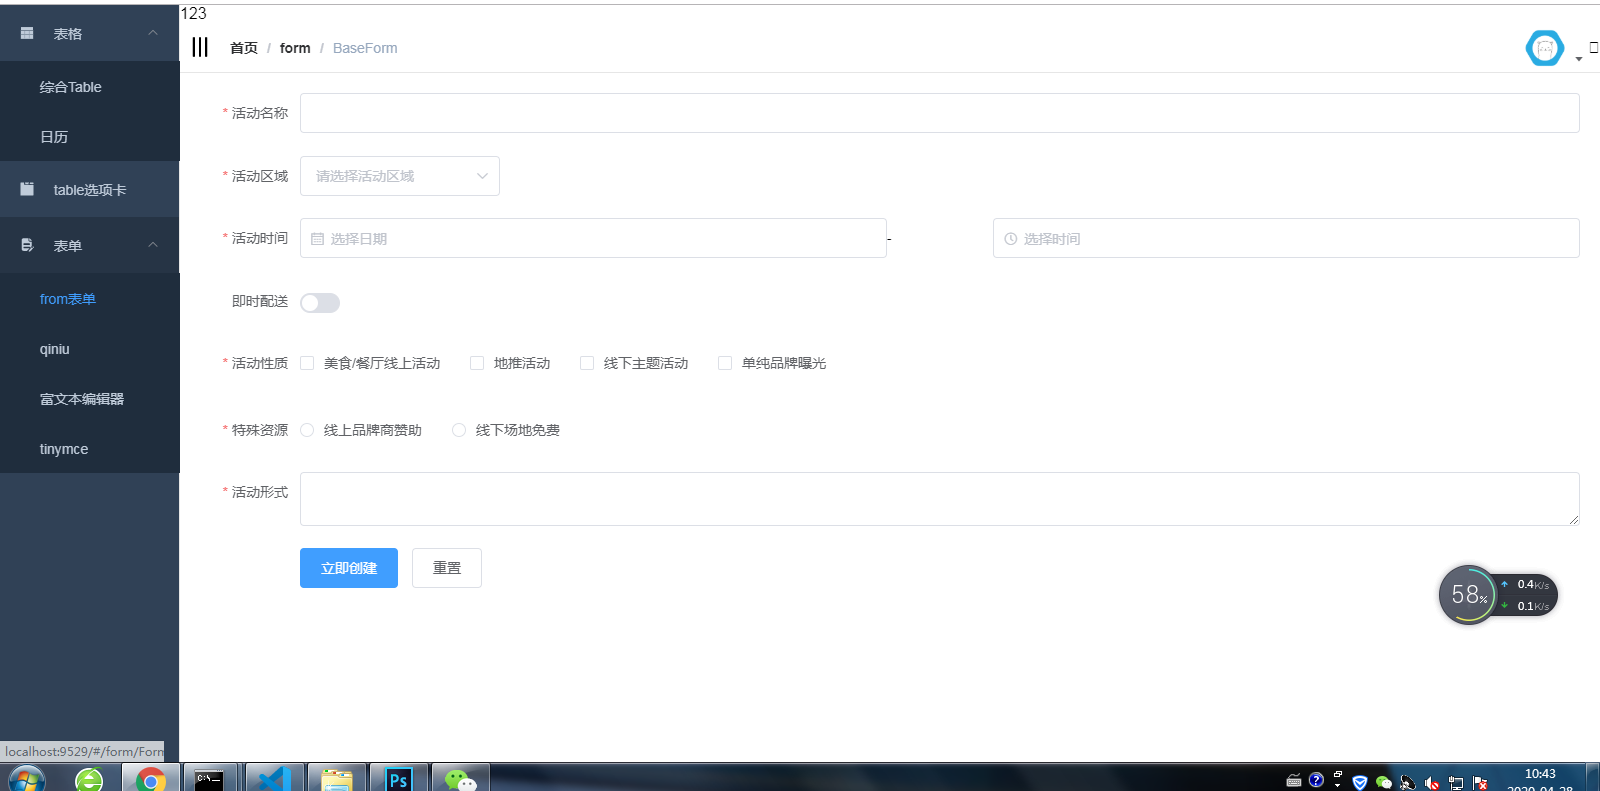 123
表格
首页 / form / BaseForm
综合Table
日历
table选项卡
表单
from表单
qiniu
富文本编辑器
tinymce
* 活动名称
* 活动区域 请选择活动区域
* 活动时间 选择日期 - 选择时间
即时配送
* 活动性质 美食/餐厅线上活动 地推活动 线下主题活动 单纯品牌曝光
* 特殊资源 线上品牌商赞助 线下场地免费
* 活动形式
立即创建 重置
58% 0.4K/s
0.1K/s
localhost:9529/#/form/Form
C:\
Ps
10:43
2020-04-28